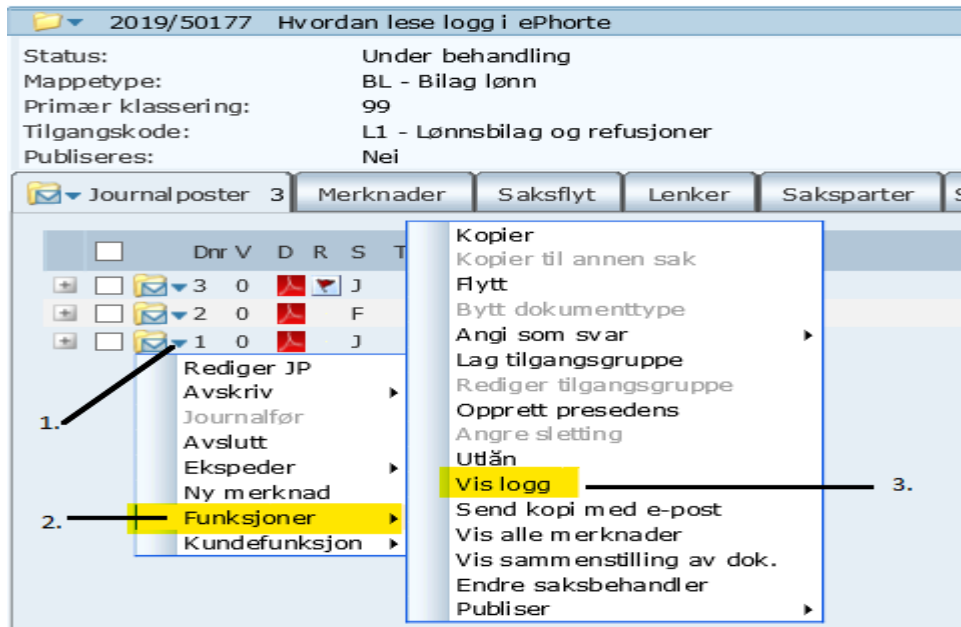 2019/50177 Hvordan lese logg i ePhorte
Status: Under behandling
Mappetype: BL - Bilag lønn
Primær klassering: 99
Tilgangskode: L1 - Lønnsbilag og refusjoner
Publiseres: Nei
Journalposter 3 Merknader Saksflyt Lenker Saksparter S
Dnr V D R S T
3 0 J
2 0 F
1 0 J
1.
Rediger JP
Avskriv
Journalfør
Avslutt
Ekspeder
Ny merknad
2. Funksjoner
Kundefunksjon
Kopier
Kopier til annen sak
Flytt
Bytt dokumenttype
Angi som svar
Lag tilgangsgruppe
Rediger tilgangsgruppe
Opprett presedens
Angre sletting
Utlån
Vis logg 3.
Send kopi med e-post
Vis alle merknader
Vis sammenstilling av dok.
Endre saksbehandler
Publiser